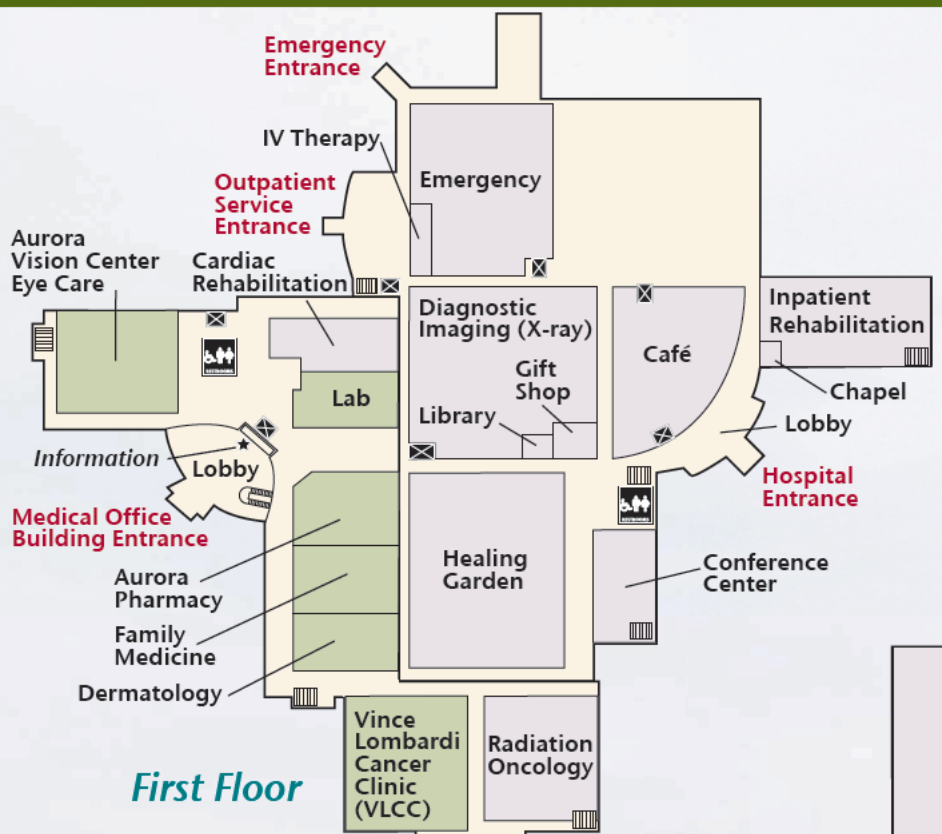 Emergency
Entrance
IV Therapy
Emergency
Outpatient
Service
Entrance
Aurora
Vision Center
Eye Care
Cardiac
Rehabilitation
Diagnostic
Imaging (X-ray)
Inpatient
Rehabilitation
Café
Gift
Shop
Lab
Library
Chapel
Lobby
Information
Lobby
Hospital
Entrance
Medical Office
Building Entrance
Healing
Garden
Conference
Center
Aurora
Pharmacy
Family
Medicine
Dermatology
Vince
Lombardi
Cancer
Clinic
(VLCC)
Radiation
Oncology
First Floor